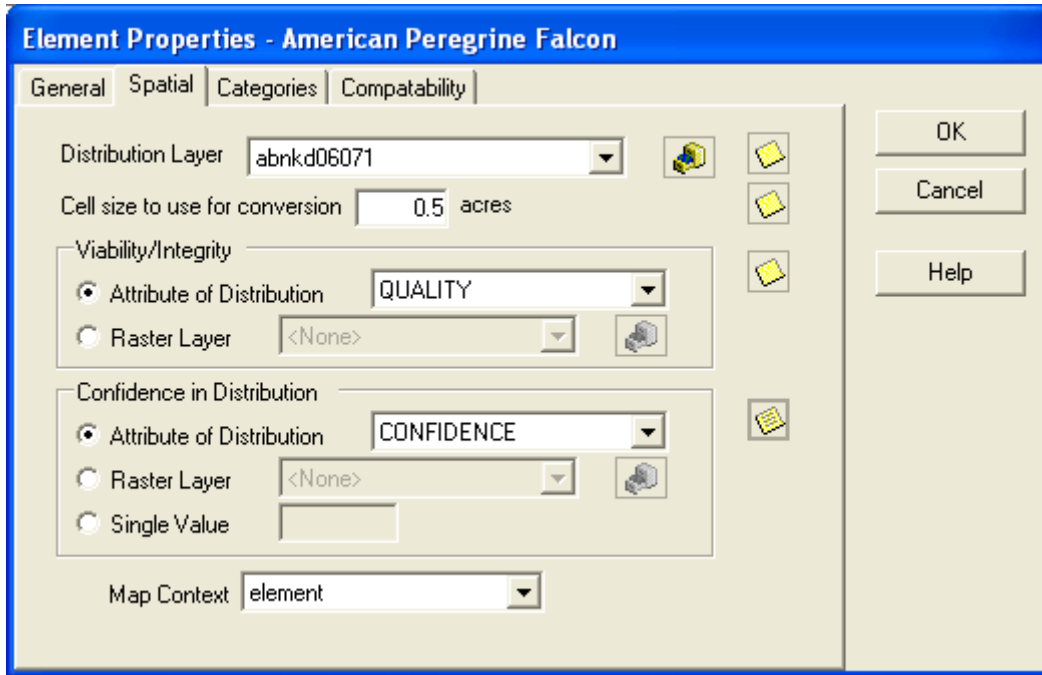 Element Properties - American Peregrine Falcon
General Spatial Categories Compatability
Distribution Layer abnkd06071
Cell size to use for conversion 0.5 acres
Viability/Integrity
Attribute of Distribution QUALITY
Raster Layer <None>
Confidence in Distribution
Attribute of Distribution CONFIDENCE
Raster Layer <None>
Single Value
Map Context element
OK
Cancel
Help